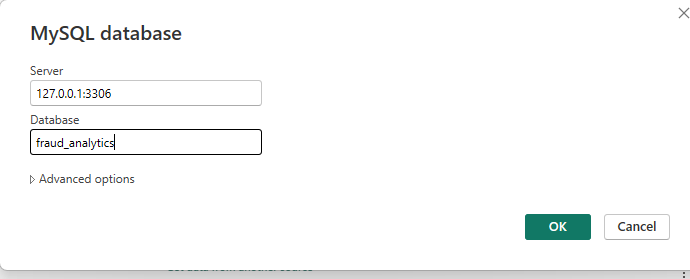 MySQL database
Server
127.0.0.1:3306
Database
fraud_analytics
Advanced options
OK
Cancel